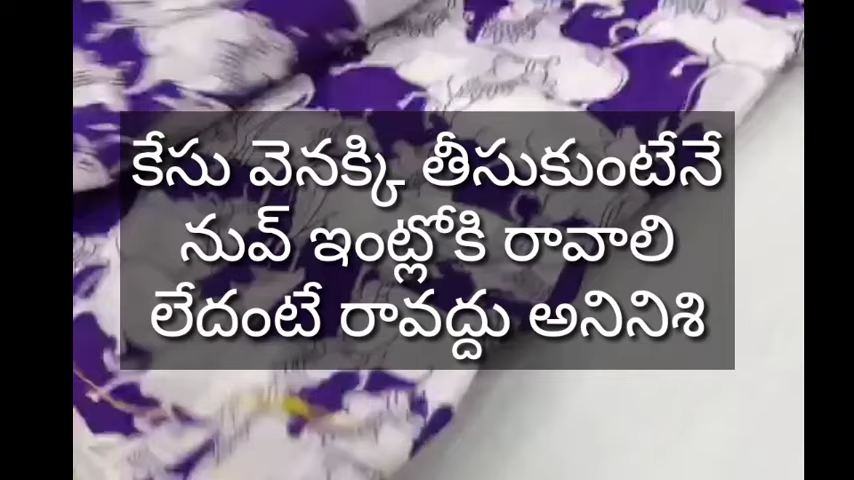 కేసు వెనక్కి తీసుకుంటేనే
నువ్ ఇంట్లోకి రావాలి
లేదంటే రావద్దు అనినిశి